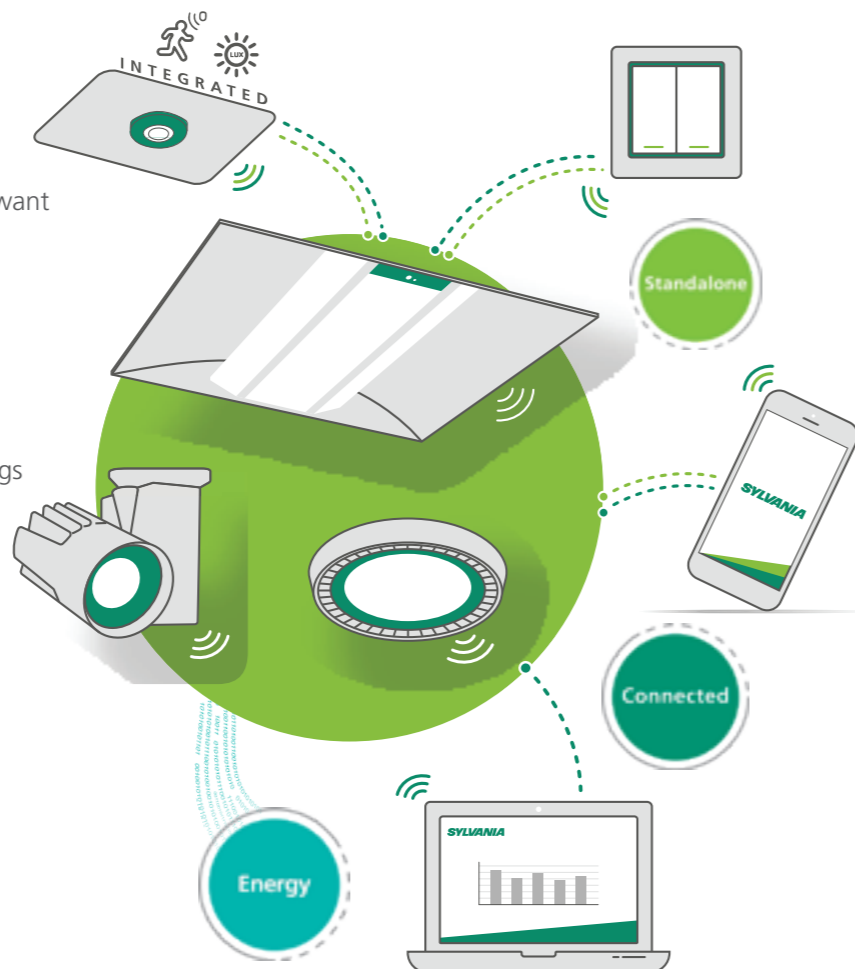 LUX
INTEGRATED
want
Standalone
gs
SYLVANIA
Connected
Energy
SYLVANIA